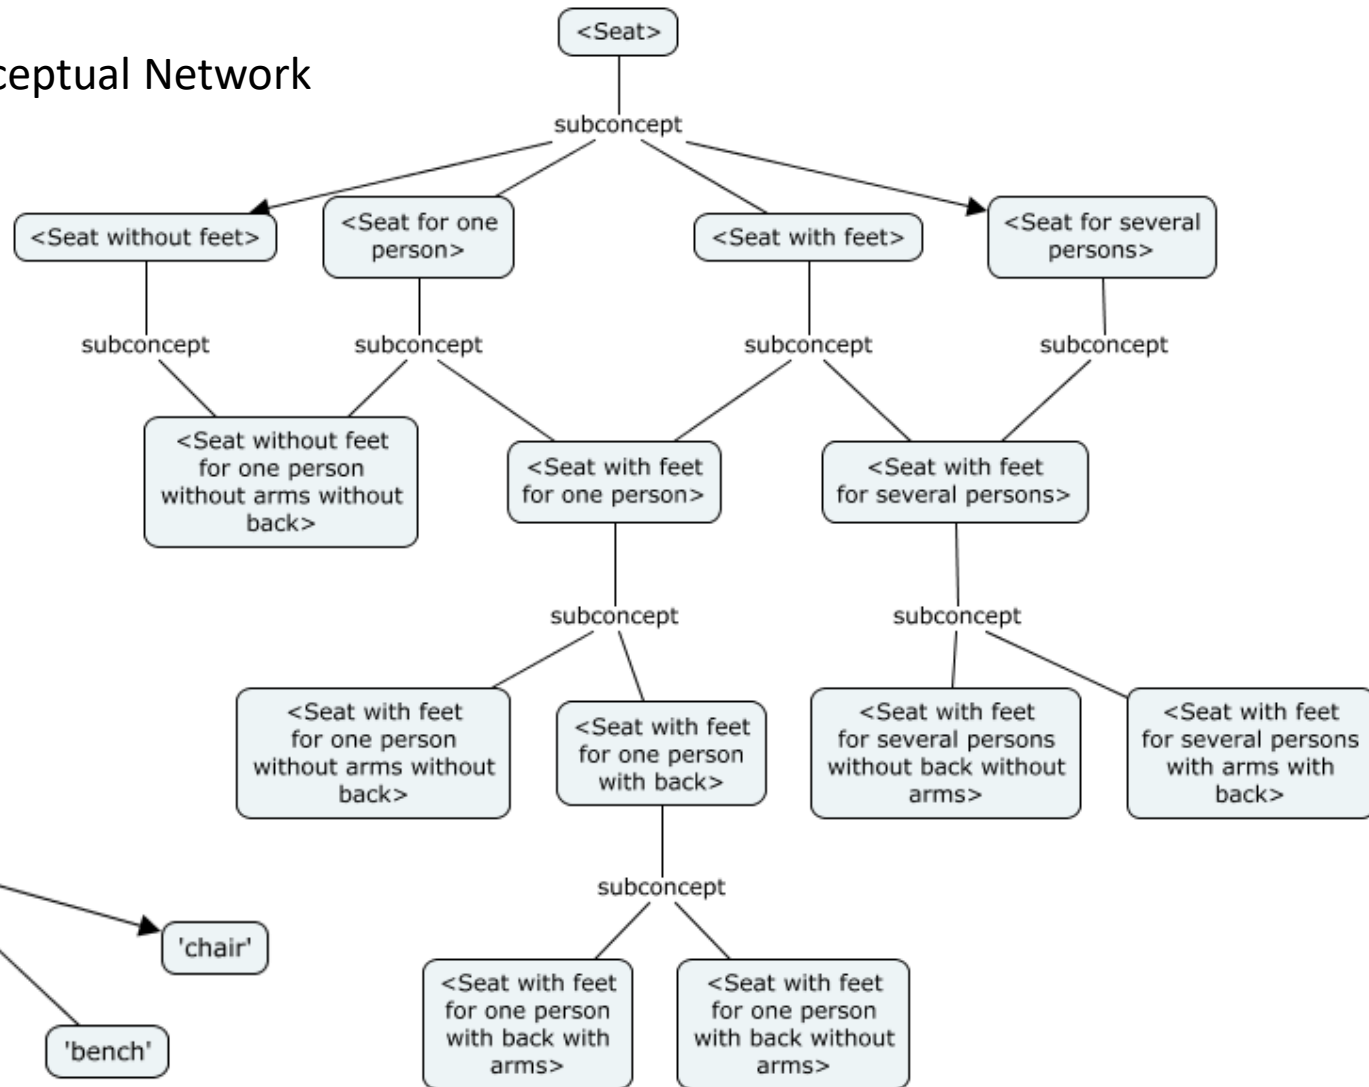 <Seat>
ceptual Network
subconcept
<Seat without feet>
<Seat for one
person>
<Seat with feet>
<Seat for several
persons>
subconcept
subconcept
subconcept
subconcept
<Seat without feet
for one person
without arms without
back>
<Seat with feet
for one person>
<Seat with feet
for several persons>
subconcept
subconcept
<Seat with feet
for one person
without arms without
back>
<Seat with feet
for one person
with back>
<Seat with feet
for several persons
without back without
arms>
<Seat with feet
for several persons
with arms with
back>
subconcept
'chair'
<Seat with feet
for one person
with back with
arms>
<Seat with feet
for one person
with back without
arms>
'bench'